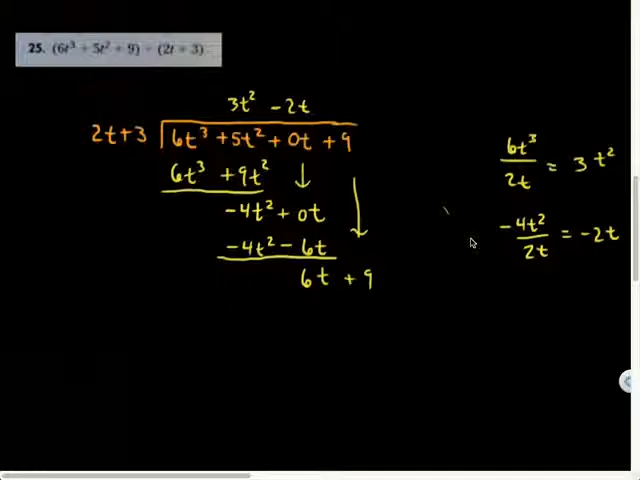 25. (6t³ + 5t² + 9) ÷ (2t + 3)
3t² - 2t
2t+3 6t³ + 5t² + 0t + 9
6t³ + 9t²
-4t² + 0t
-4t² - 6t
6t + 9
6t³/2t = 3t²
-4t²/2t = -2t